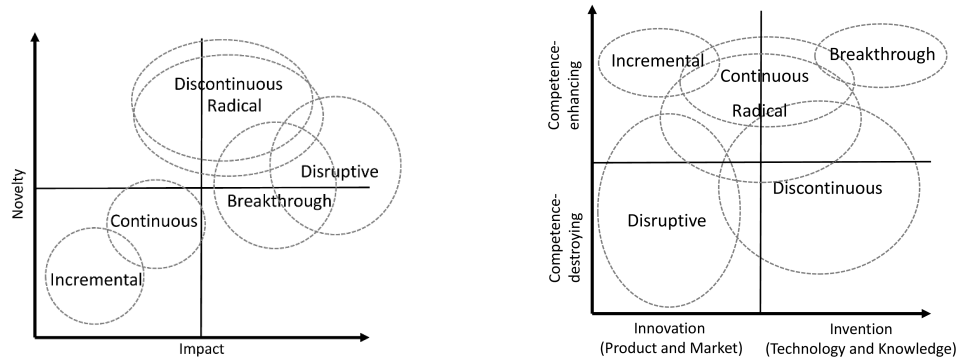 Novelty
Discontinuous
Radical
Disruptive
Breakthrough
Continuous
Incremental
Impact
Competence-
enhancing
Competence-
destroying
Incremental
Breakthrough
Continuous
Radical
Discontinuous
Disruptive
Innovation
(Product and Market)
Invention
(Technology and Knowledge)